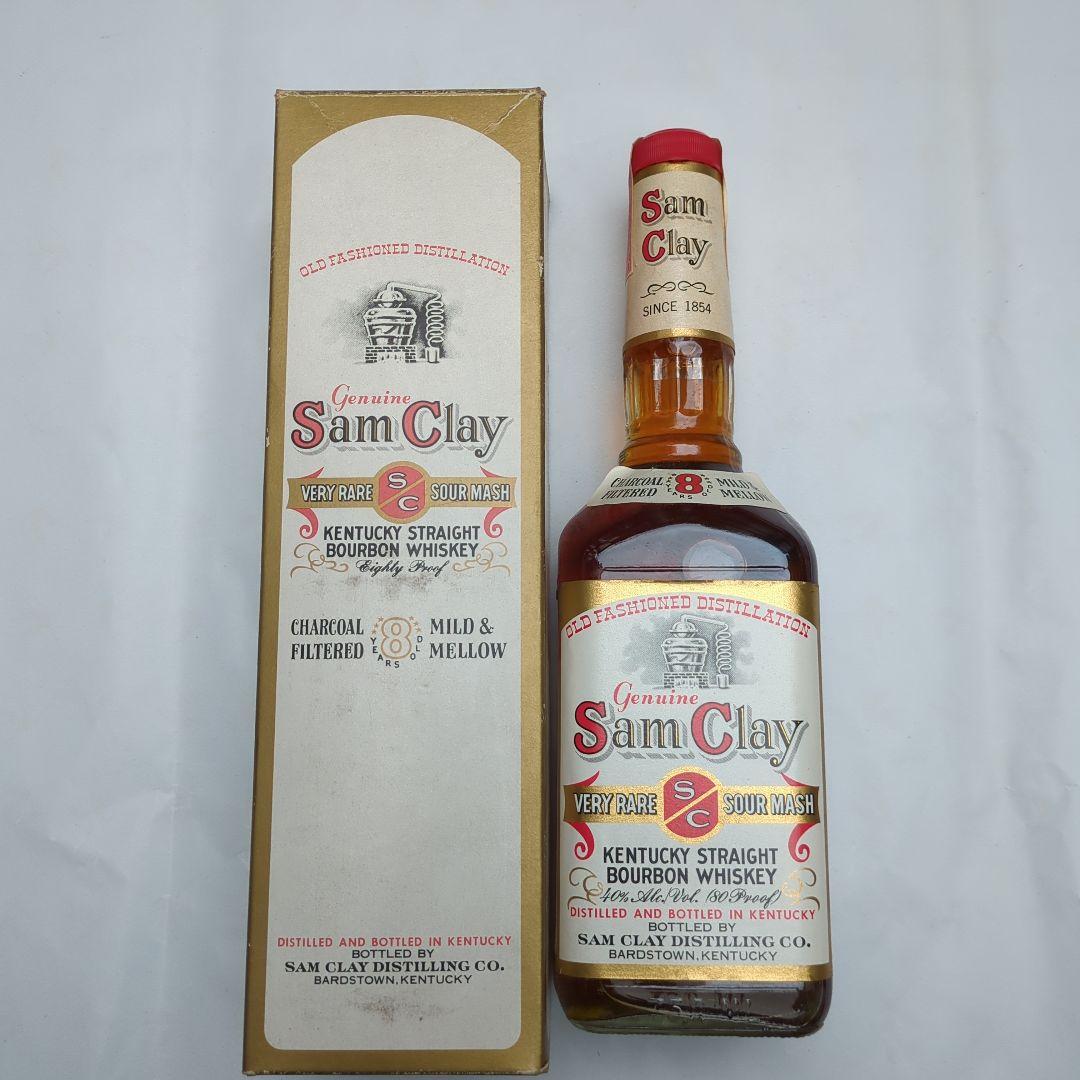 OLD FASHIONED DISTILLATION
Genuine
Sam Clay
VERY RARE S/C SOUR MASH
KENTUCKY STRAIGHT
BOURBON WHISKEY
Eighty Proof
CHARCOAL FILTERED 8 YEARS OLD MILD & MELLOW
DISTILLED AND BOTTLED IN KENTUCKY
BOTTLED BY
SAM CLAY DISTILLING CO.
BARDSTOWN, KENTUCKY
Sam
Clay
SINCE 1854
CHARCOAL FILTERED 8 YEARS OLD MILD & MELLOW
OLD FASHIONED DISTILLATION
Genuine
Sam Clay
VERY RARE S/C SOUR MASH
KENTUCKY STRAIGHT
BOURBON WHISKEY
40% Alc./Vol. (80 Proof)
DISTILLED AND BOTTLED IN KENTUCKY
BOTTLED BY
SAM CLAY DISTILLING CO.
BARDSTOWN, KENTUCKY